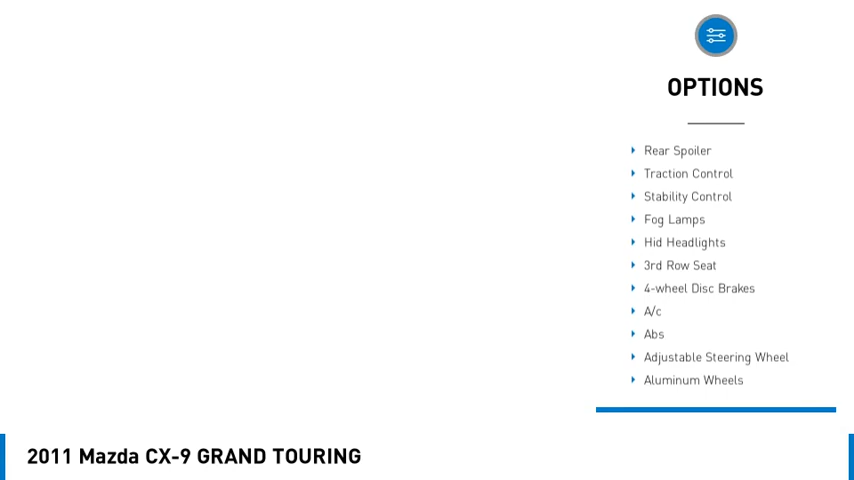 OPTIONS
Rear Spoiler
Traction Control
Stability Control
Fog Lamps
Hid Headlights
3rd Row Seat
4-wheel Disc Brakes
A/c
Abs
Adjustable Steering Wheel
Aluminum Wheels
2011 Mazda CX-9 GRAND TOURING